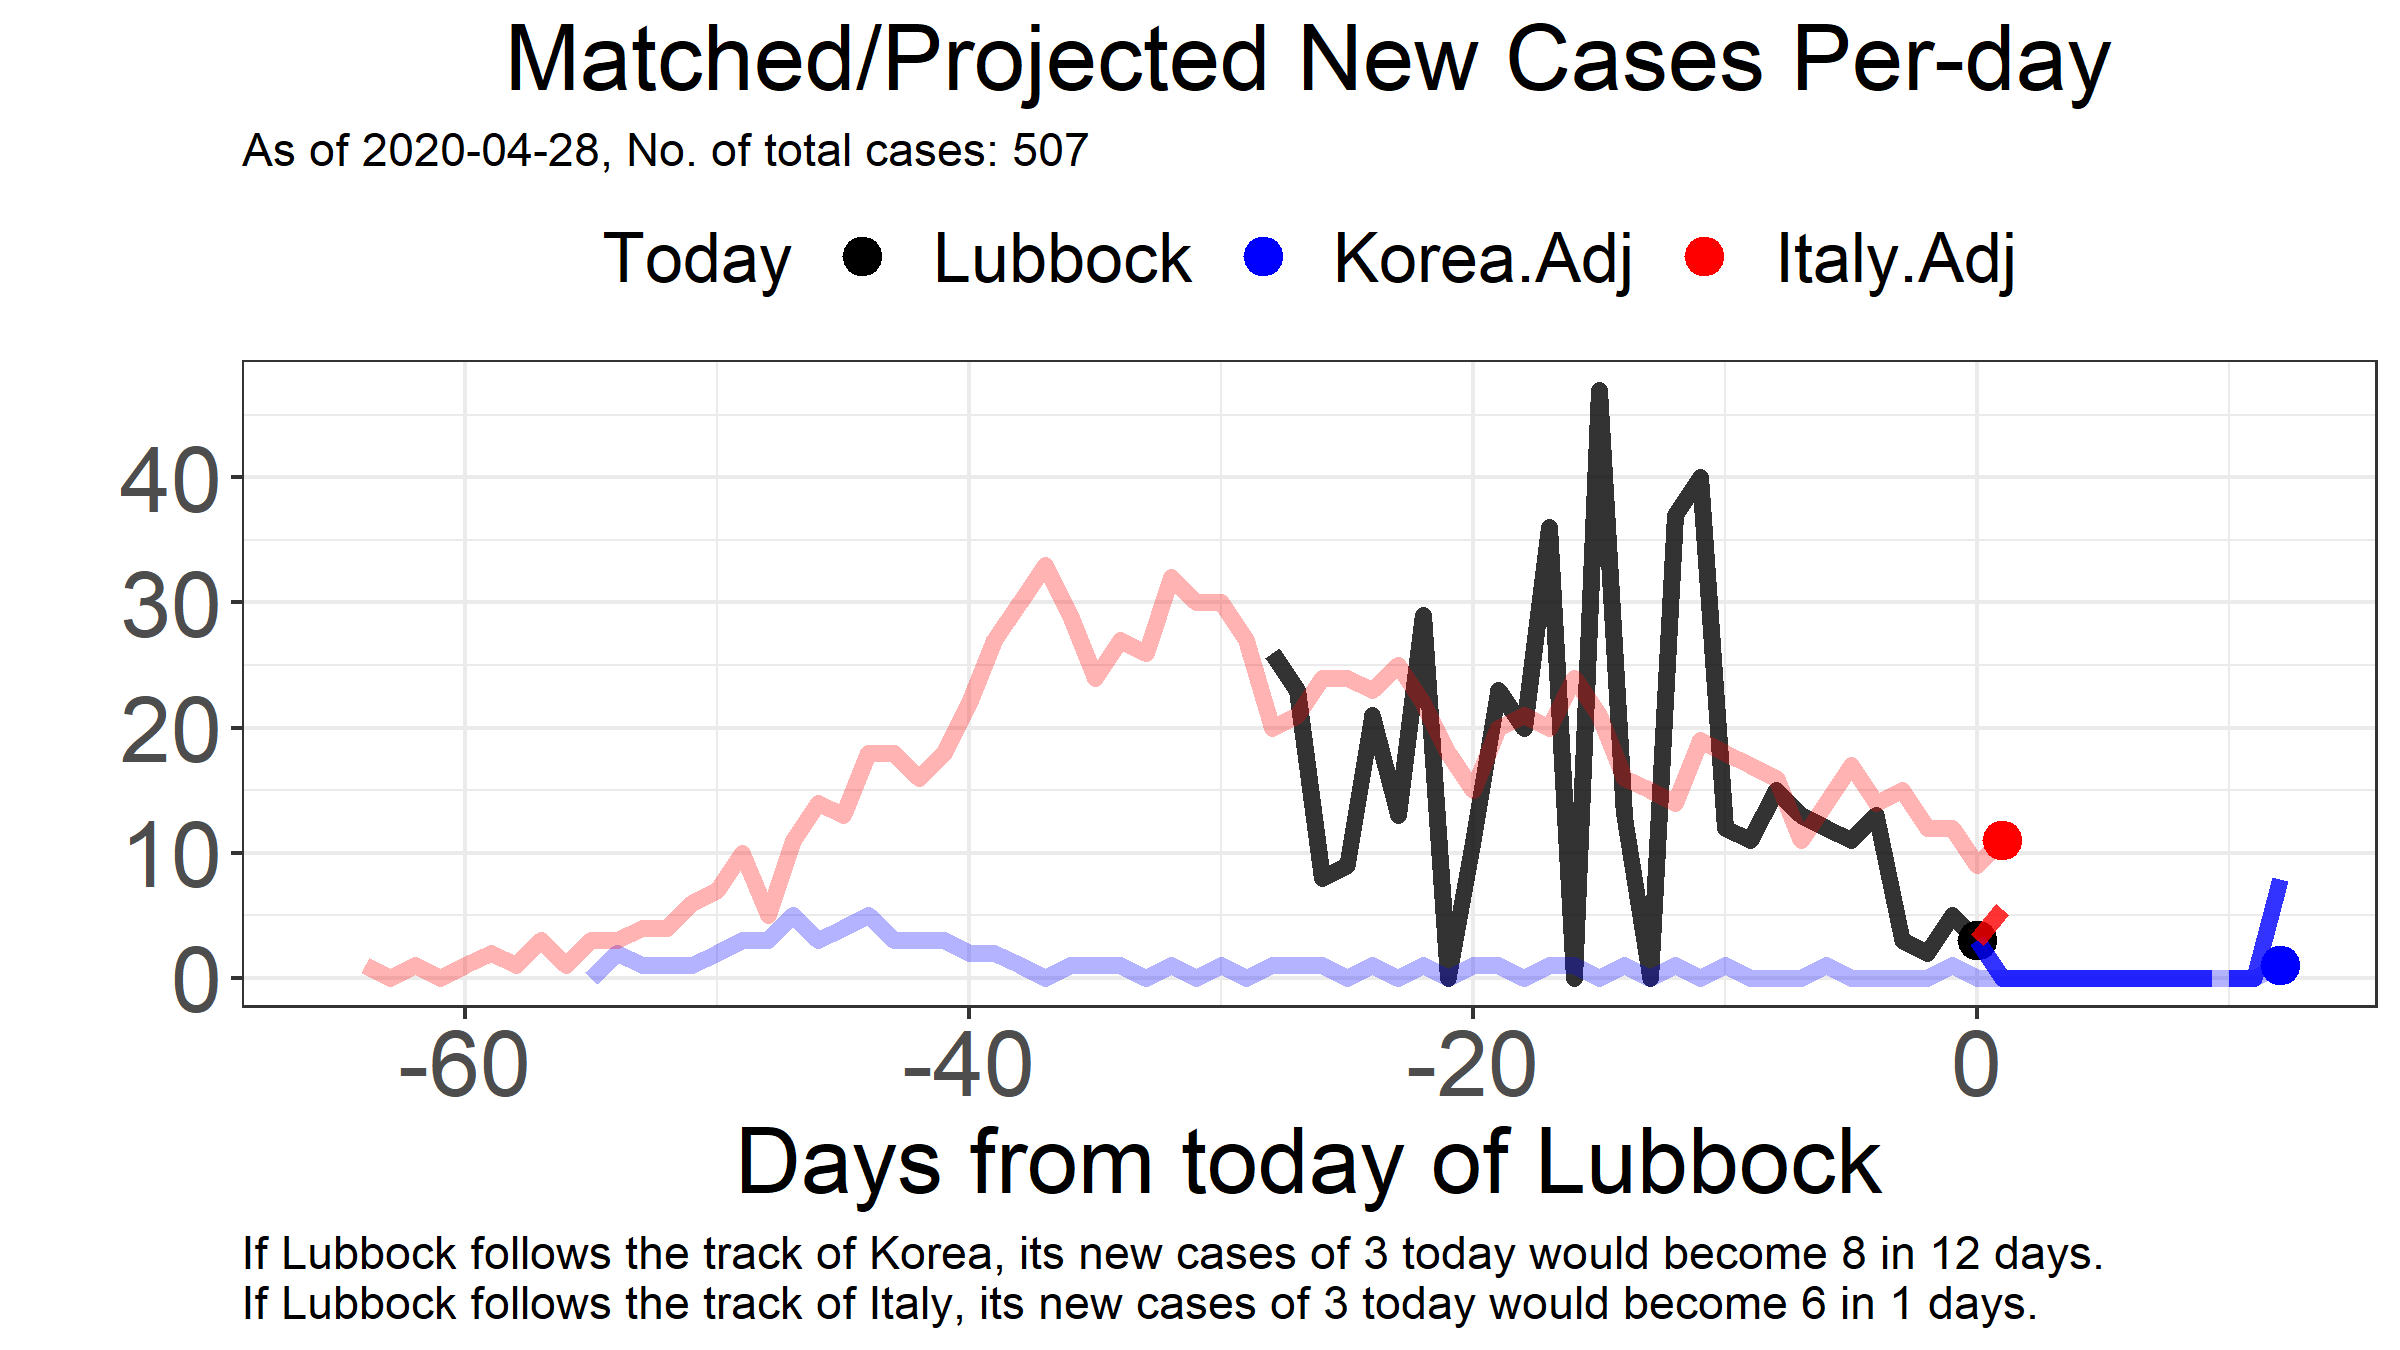 Matched/Projected New Cases Per-day
As of 2020-04-28, No. of total cases: 507
Today Lubbock Korea.Adj Italy.Adj
40
30
20
10
0
-60 -40 -20 0
Days from today of Lubbock
If Lubbock follows the track of Korea, its new cases of 3 today would become 8 in 12 days.
If Lubbock follows the track of Italy, its new cases of 3 today would become 6 in 1 days.